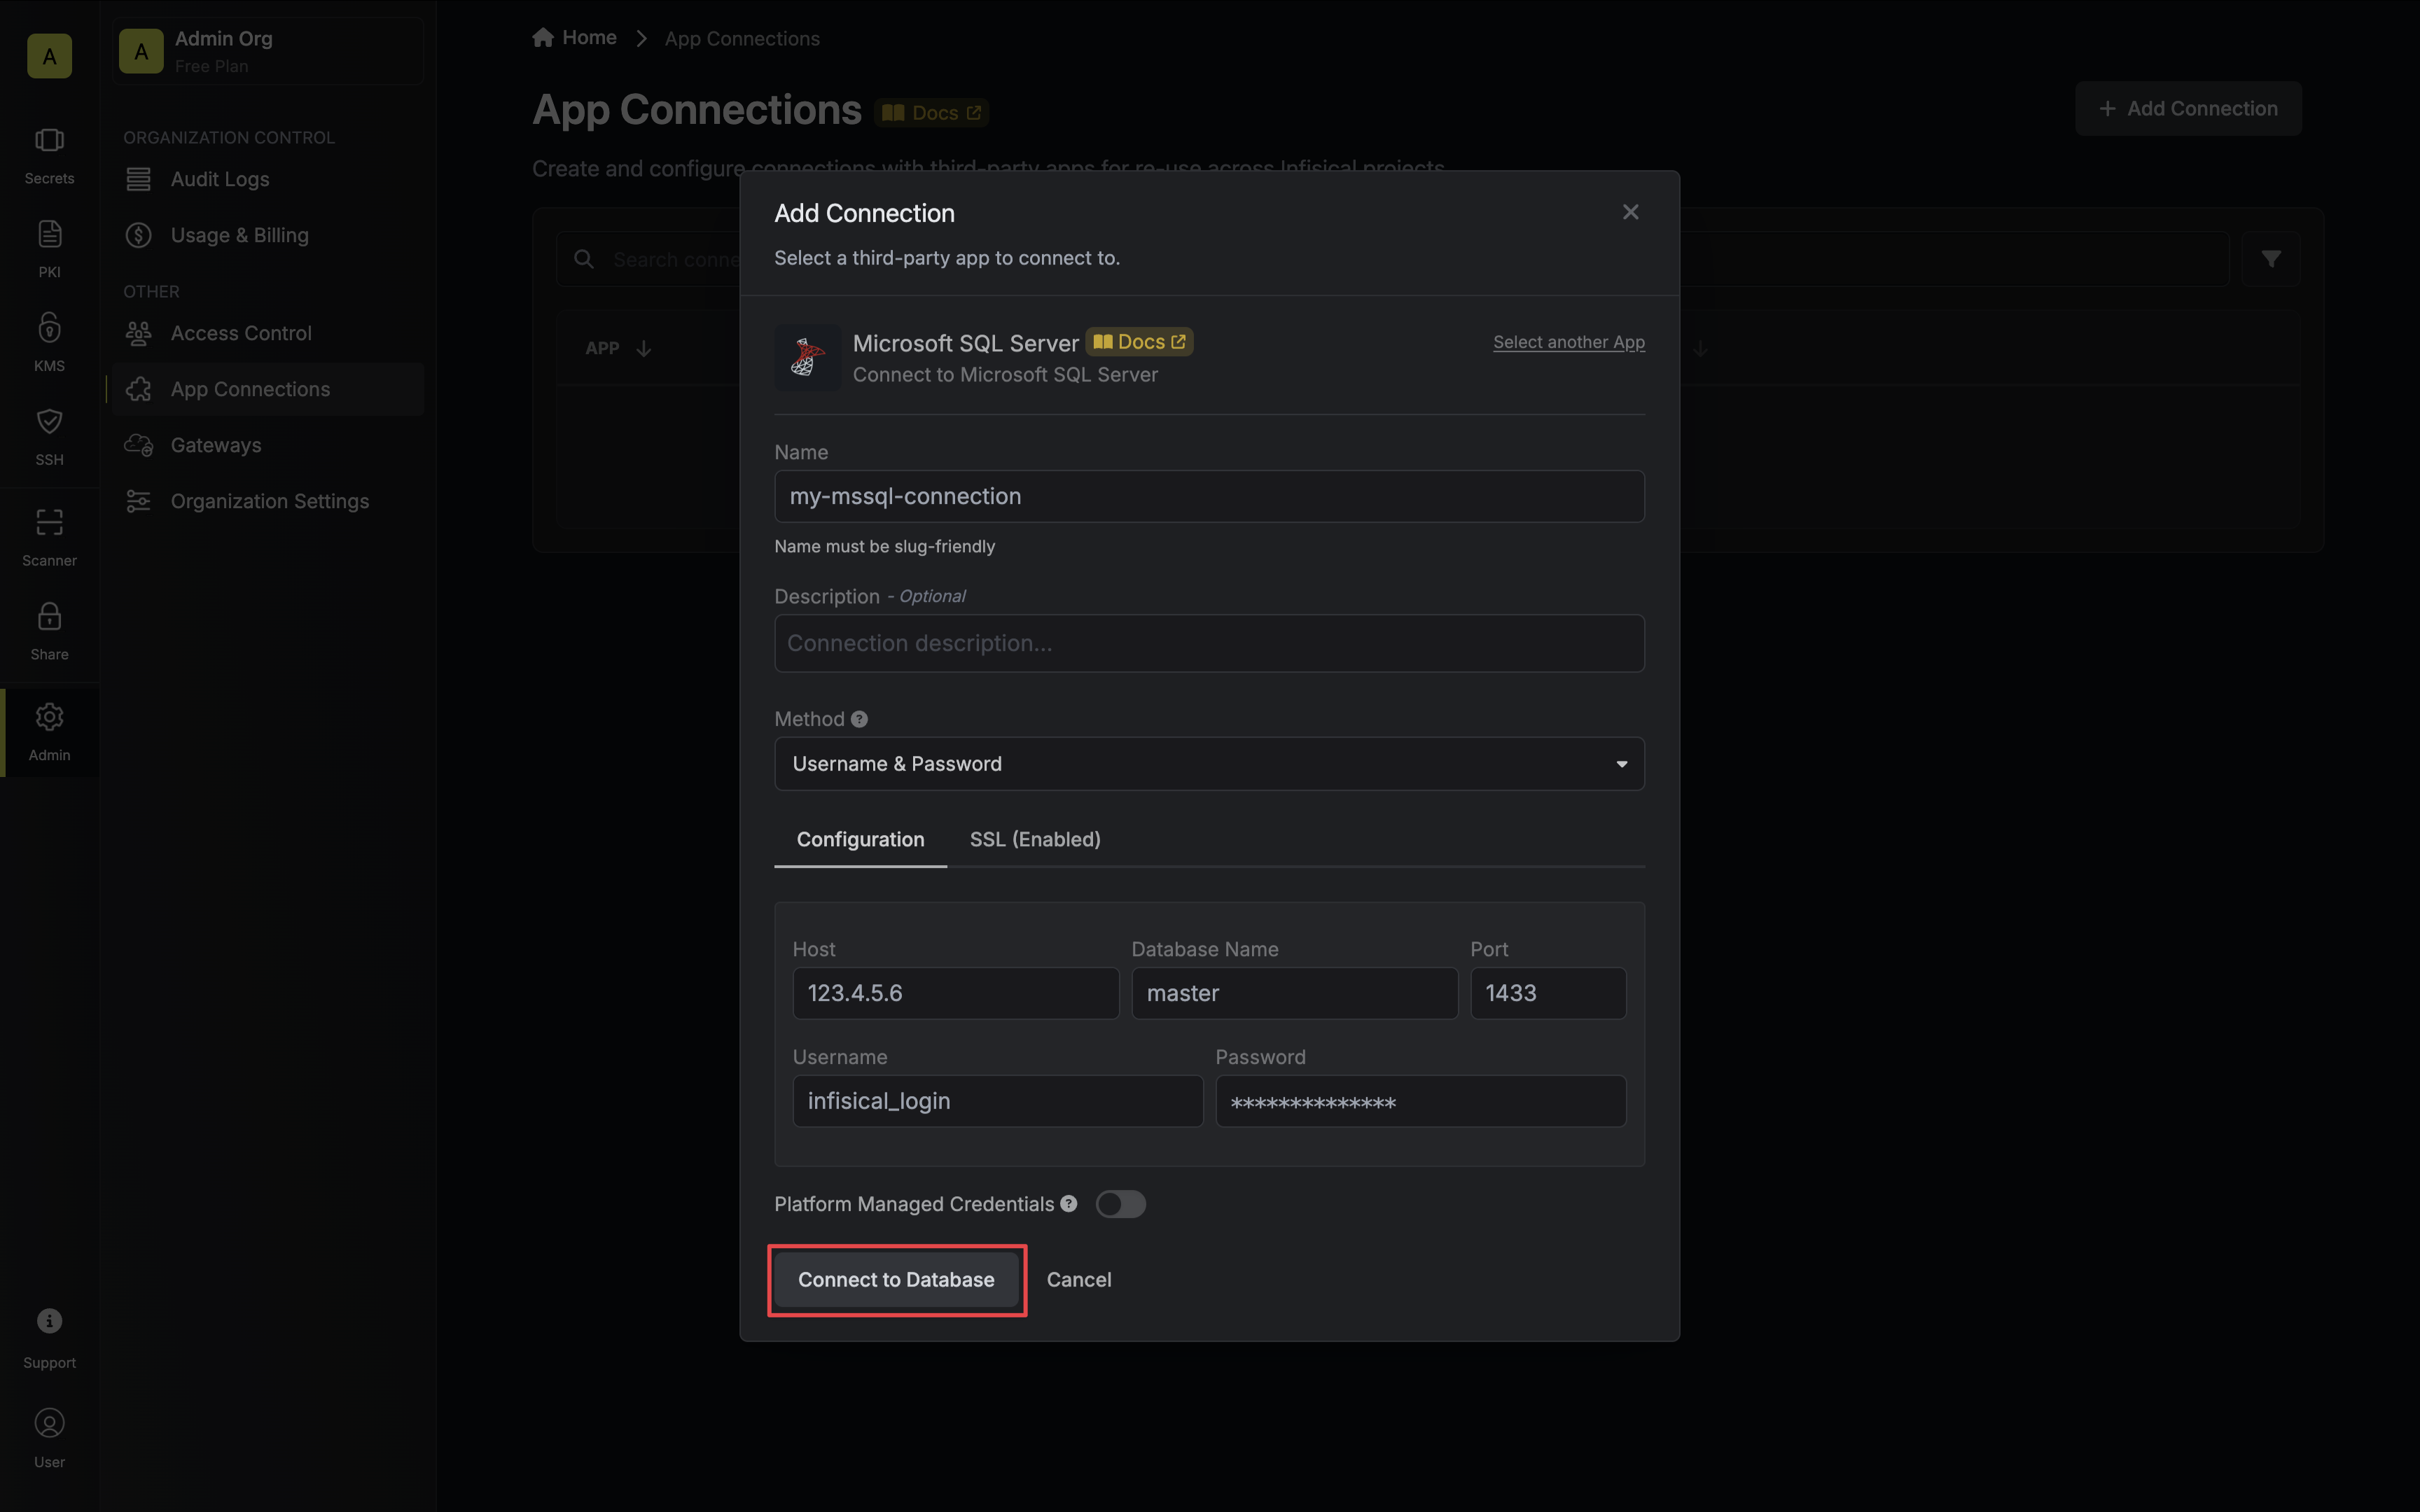 A
Secrets
PKI
KMS
SSH
Scanner
Share
Admin
Support
User
A
Admin Org
Free Plan
ORGANIZATION CONTROL
Audit Logs
Usage & Billing
OTHER
Access Control
App Connections
Gateways
Organization Settings
Home
App Connections
App Connections
Docs
Add Connection
Create and configure connections with third-party apps for re-use across Infisical projects
Search conne
APP
Add Connection
Select a third-party app to connect to.
Microsoft SQL Server
Docs
Select another App
Connect to Microsoft SQL Server
Name
my-mssql-connection
Name must be slug-friendly
Description - Optional
Connection description...
Method ?
Username & Password
Configuration
SSL (Enabled)
Host
Database Name
Port
123.4.5.6
master
1433
Username
Password
infisical_login
**************
Platform Managed Credentials ?
Connect to Database
Cancel